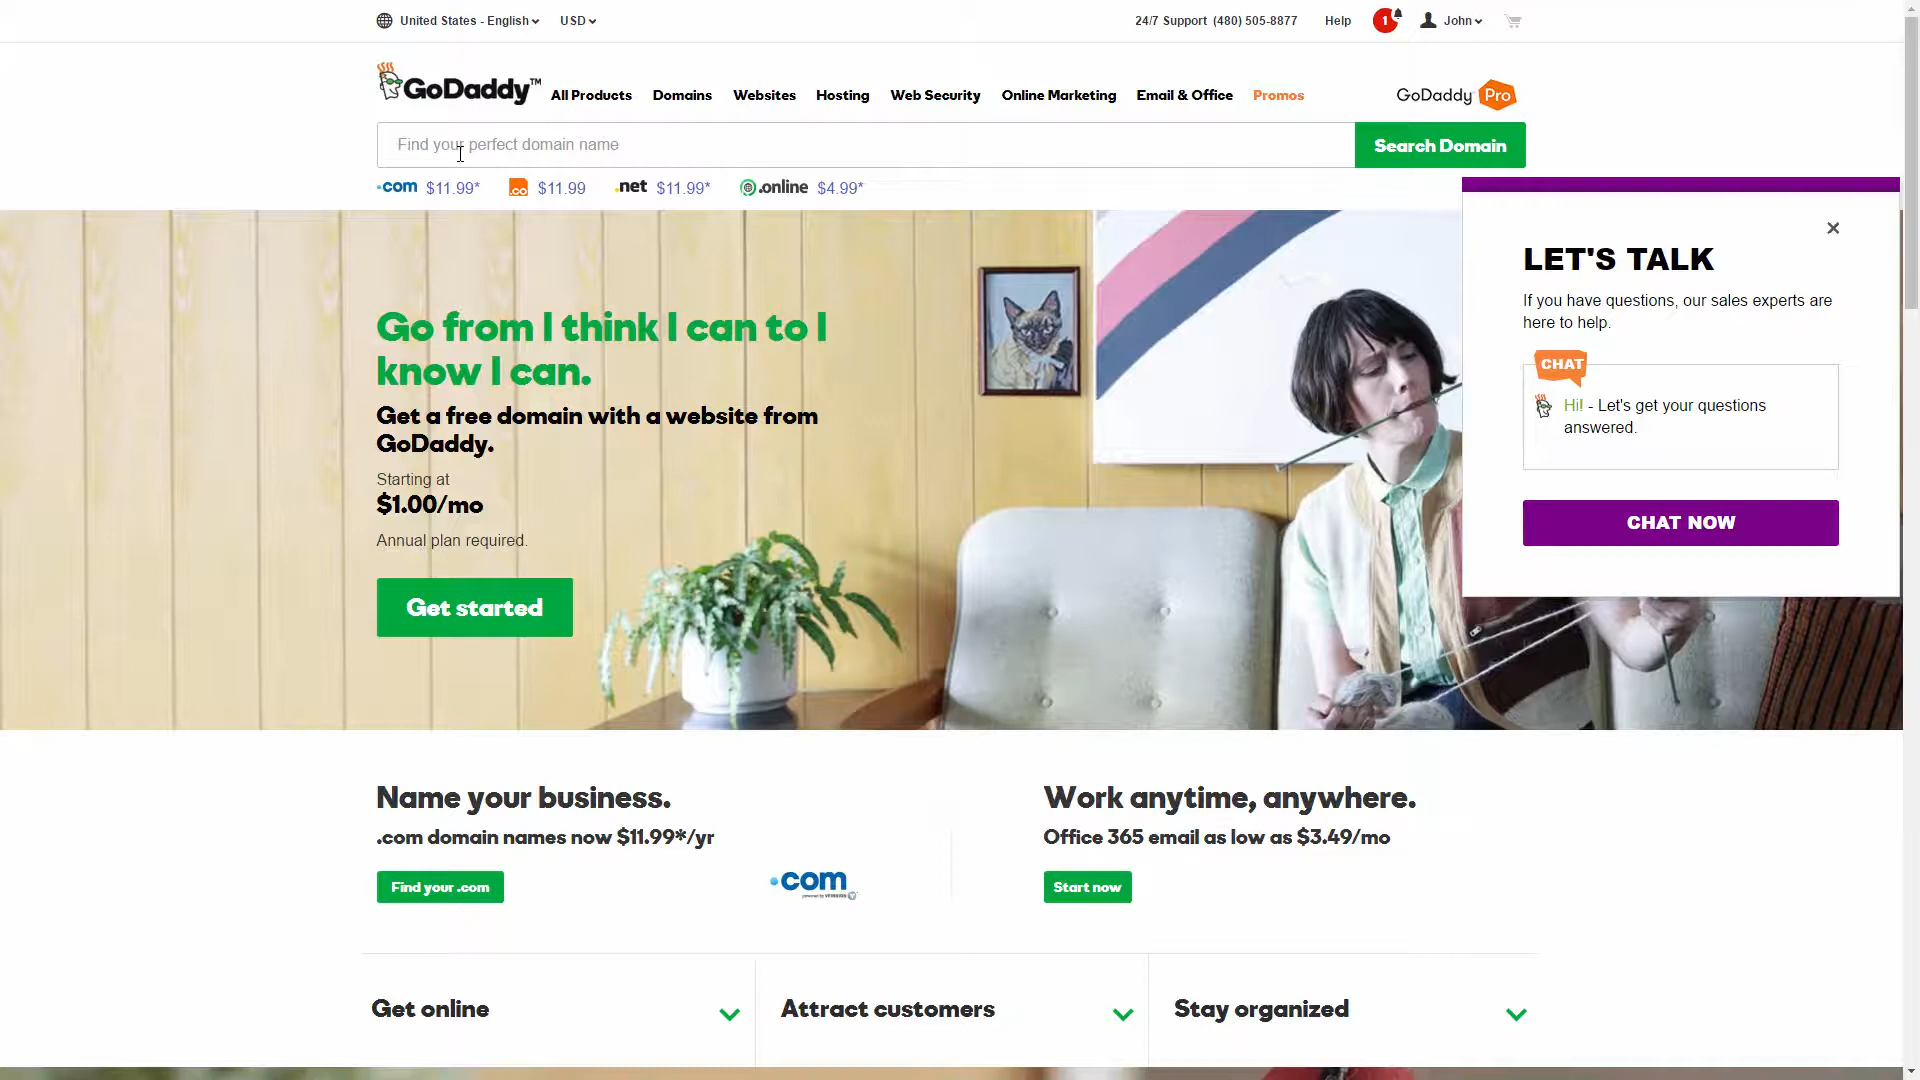 United States - English
USD
24/7 Support (480) 505-8877
Help
1
John
GoDaddy™
All Products
Domains
Websites
Hosting
Web Security
Online Marketing
Email & Office
Promos
GoDaddy Pro
Find your perfect domain name
Search Domain
.com $11.99*
.co $11.99
.net $11.99*
.online $4.99*
LET'S TALK
If you have questions, our sales experts are
here to help.
CHAT
Hi! - Let's get your questions
answered.
CHAT NOW
Go from I think I can to I
know I can.
Get a free domain with a website from
GoDaddy.
Starting at
$1.00/mo
Annual plan required.
Get started
Name your business.
.com domain names now $11.99*/yr
Find your .com
.com
Work anytime, anywhere.
Office 365 email as low as $3.49/mo
Start now
Get online
Attract customers
Stay organized